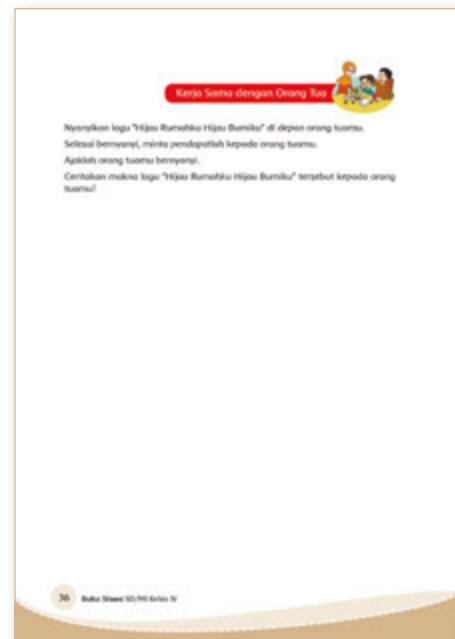 Kerja Sama dengan Orang Tua
Nyanyikan lagu "Hijau Rumahku Hijau Bumiku" di depan orang tuamu.
Selesai bernyanyi, minta pendapatlah kepada orang tuamu.
Ajaklah orang tuamu bernyanyi.
Ceritakan makna lagu "Hijau Rumahku Hijau Bumiku" tersebut kepada orang
tuamu!
36 Buku Siswa SD/MI Kelas IV